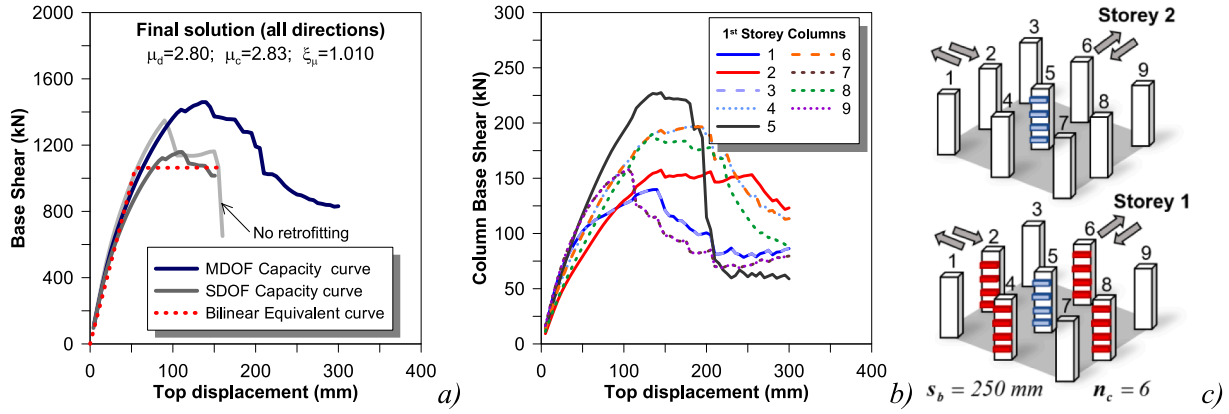 Final solution (all directions)
μd=2.80; μc=2.83; ξμ=1.010
Base Shear (kN)
1600
1400
1200
1000
800
600
400
200
0
No retrofitting
MDOF Capacity curve
SDOF Capacity curve
Bilinear Equivalent curve
0 100 200 300 400
Top displacement (mm)
a)
Column Base Shear (kN)
300
250
200
150
100
50
0
1st Storey Columns
1
2
3
4
5
6
7
8
9
0 100 200 300 400
Top displacement (mm)
b)
Storey 2
1
2
3
4
5
6
7
8
9
Storey 1
1
2
3
4
5
6
7
8
9
sb = 250 mm nc = 6
c)